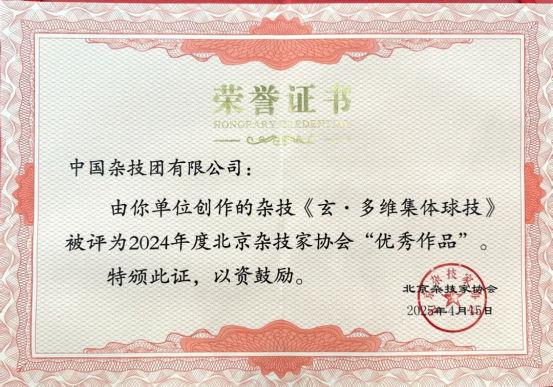 荣誉证书
HONORARY CREDENTIAL
中国杂技团有限公司：
由你单位创作的杂技《玄·多维集体球技》
被评为2024年度北京杂技家协会“优秀作品”。
特颁此证，以资鼓励。
北京杂技家协会
2025年4月15日